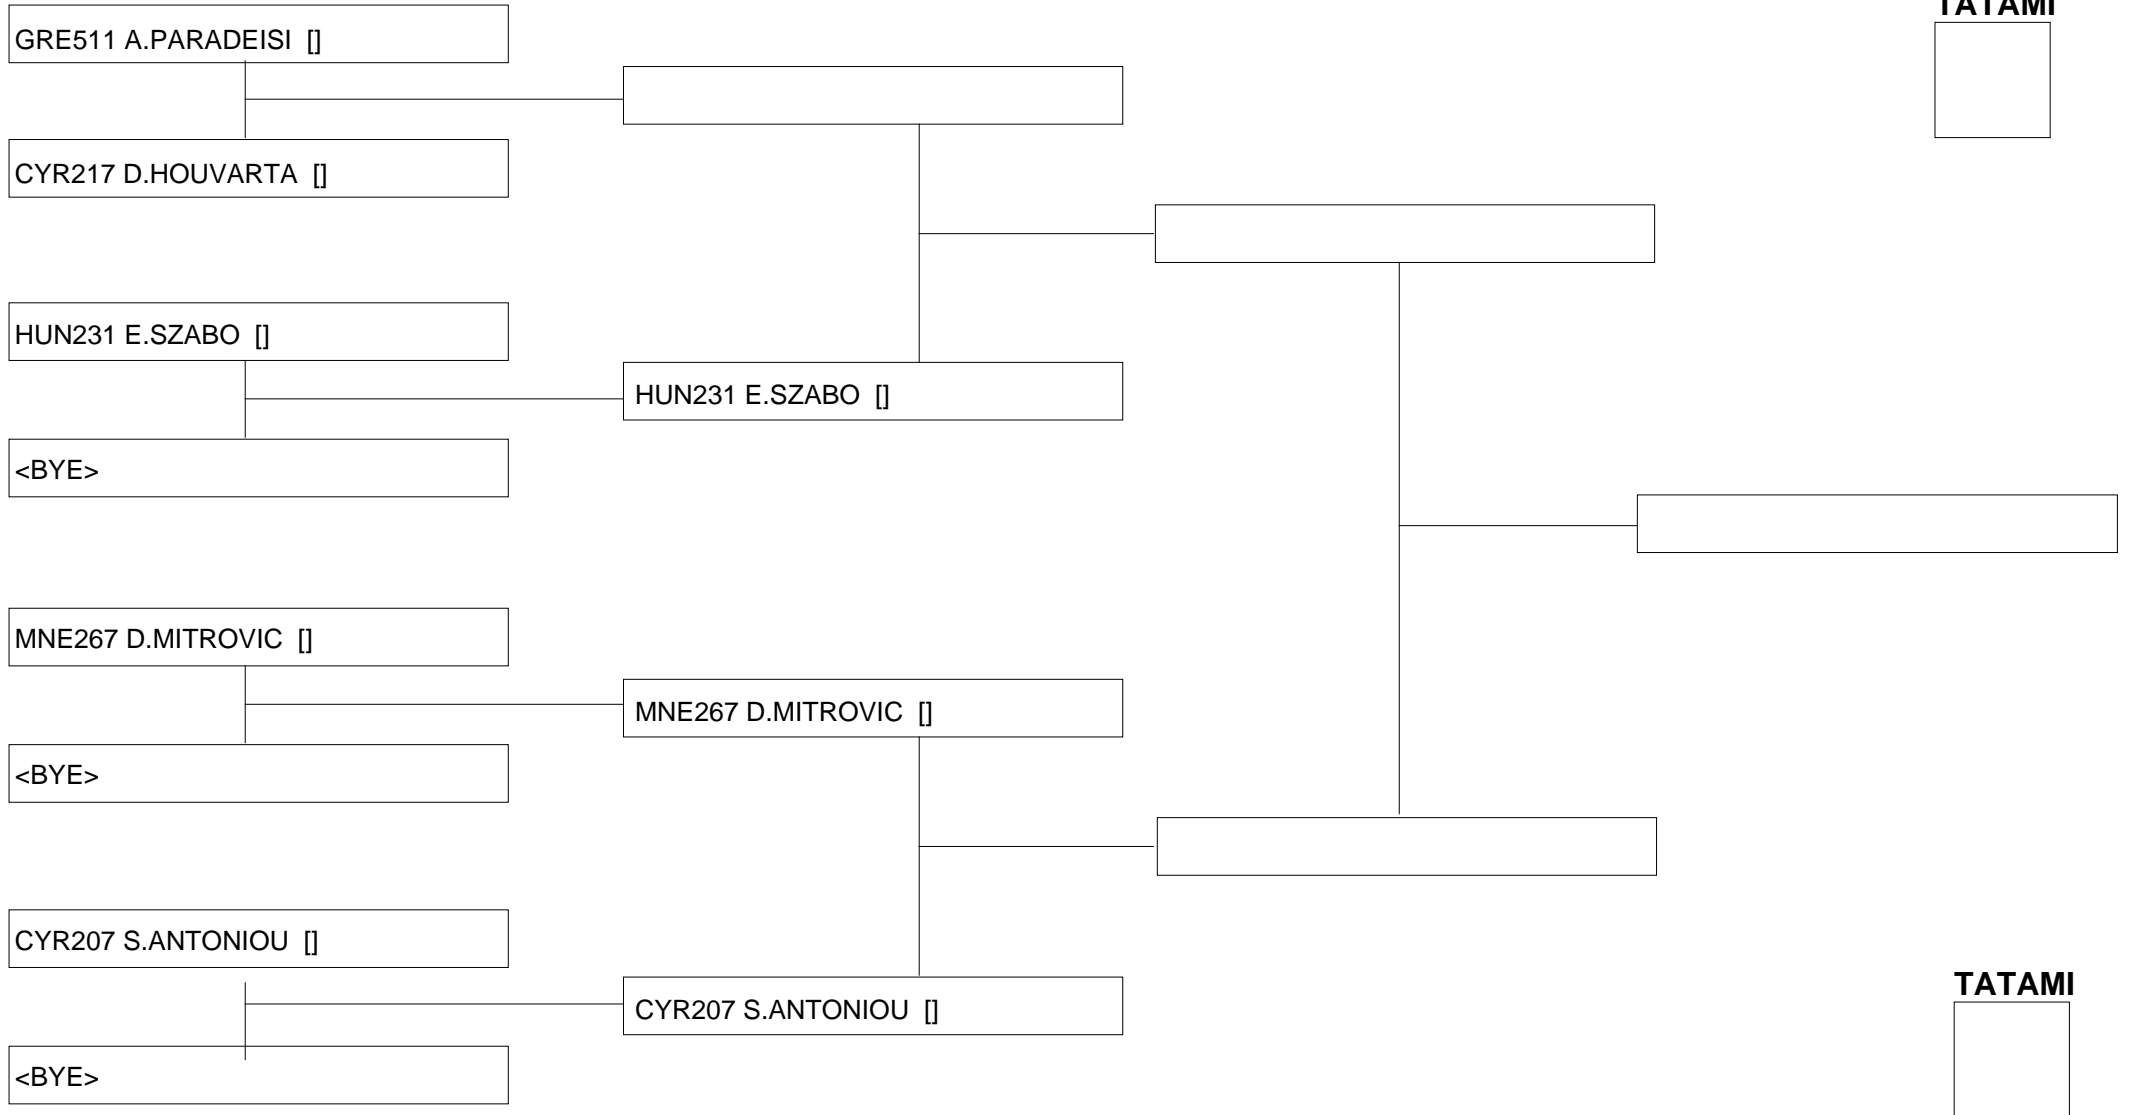 TATAMI
GRE511 A.PARADEISI []
CYR217 D.HOUVARTA []
HUN231 E.SZABO []
HUN231 E.SZABO []
<BYE>
MNE267 D.MITROVIC []
MNE267 D.MITROVIC []
<BYE>
CYR207 S.ANTONIOU []
TATAMI
CYR207 S.ANTONIOU []
<BYE>